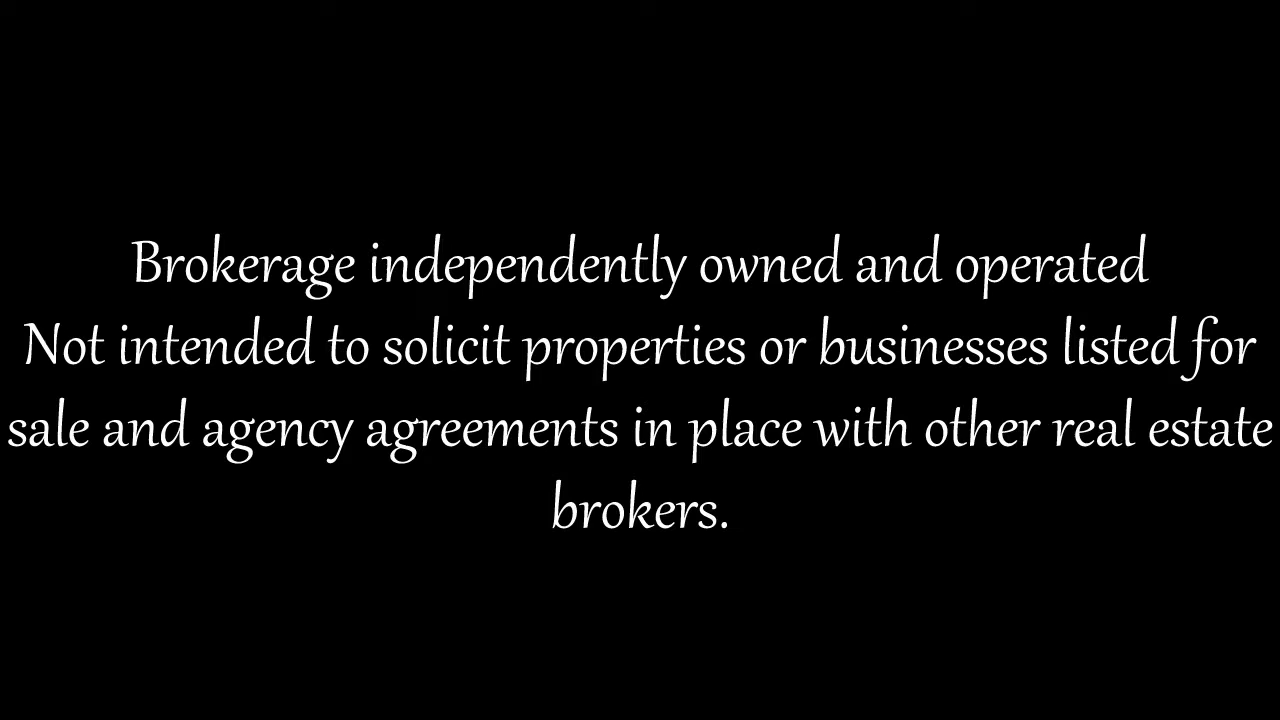 Brokerage independently owned and operated
Not intended to solicit properties or businesses listed for
sale and agency agreements in place with other real estate
brokers.